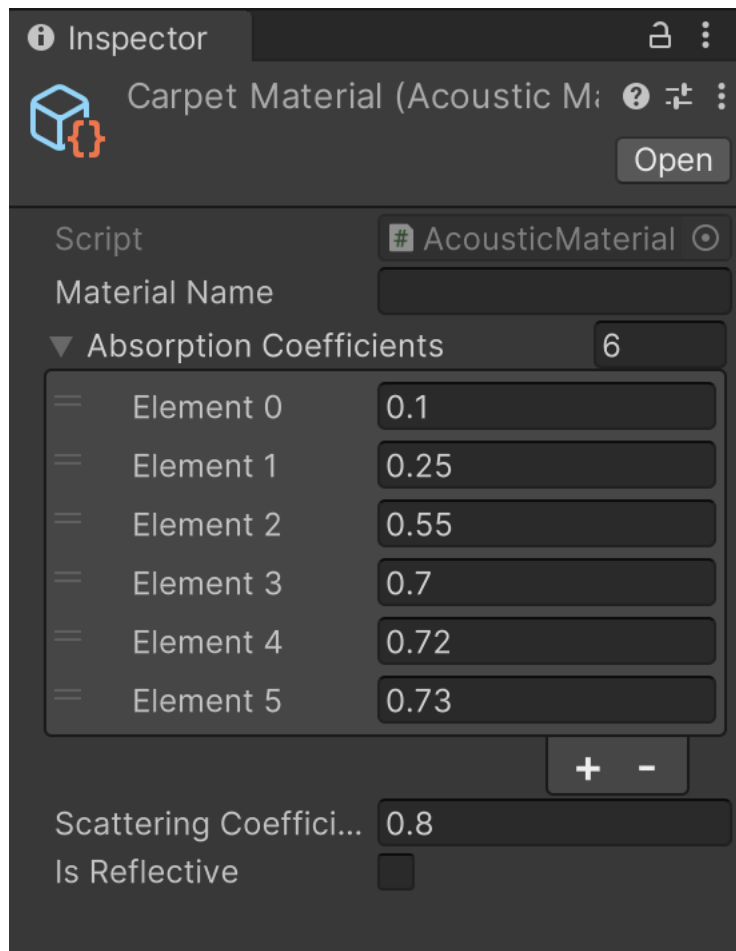 Inspector
Carpet Material (Acoustic Ma
Open
Script # AcousticMaterial
Material Name
Absorption Coefficients 6
Element 0 0.1
Element 1 0.25
Element 2 0.55
Element 3 0.7
Element 4 0.72
Element 5 0.73
+ -
Scattering Coeffici... 0.8
Is Reflective